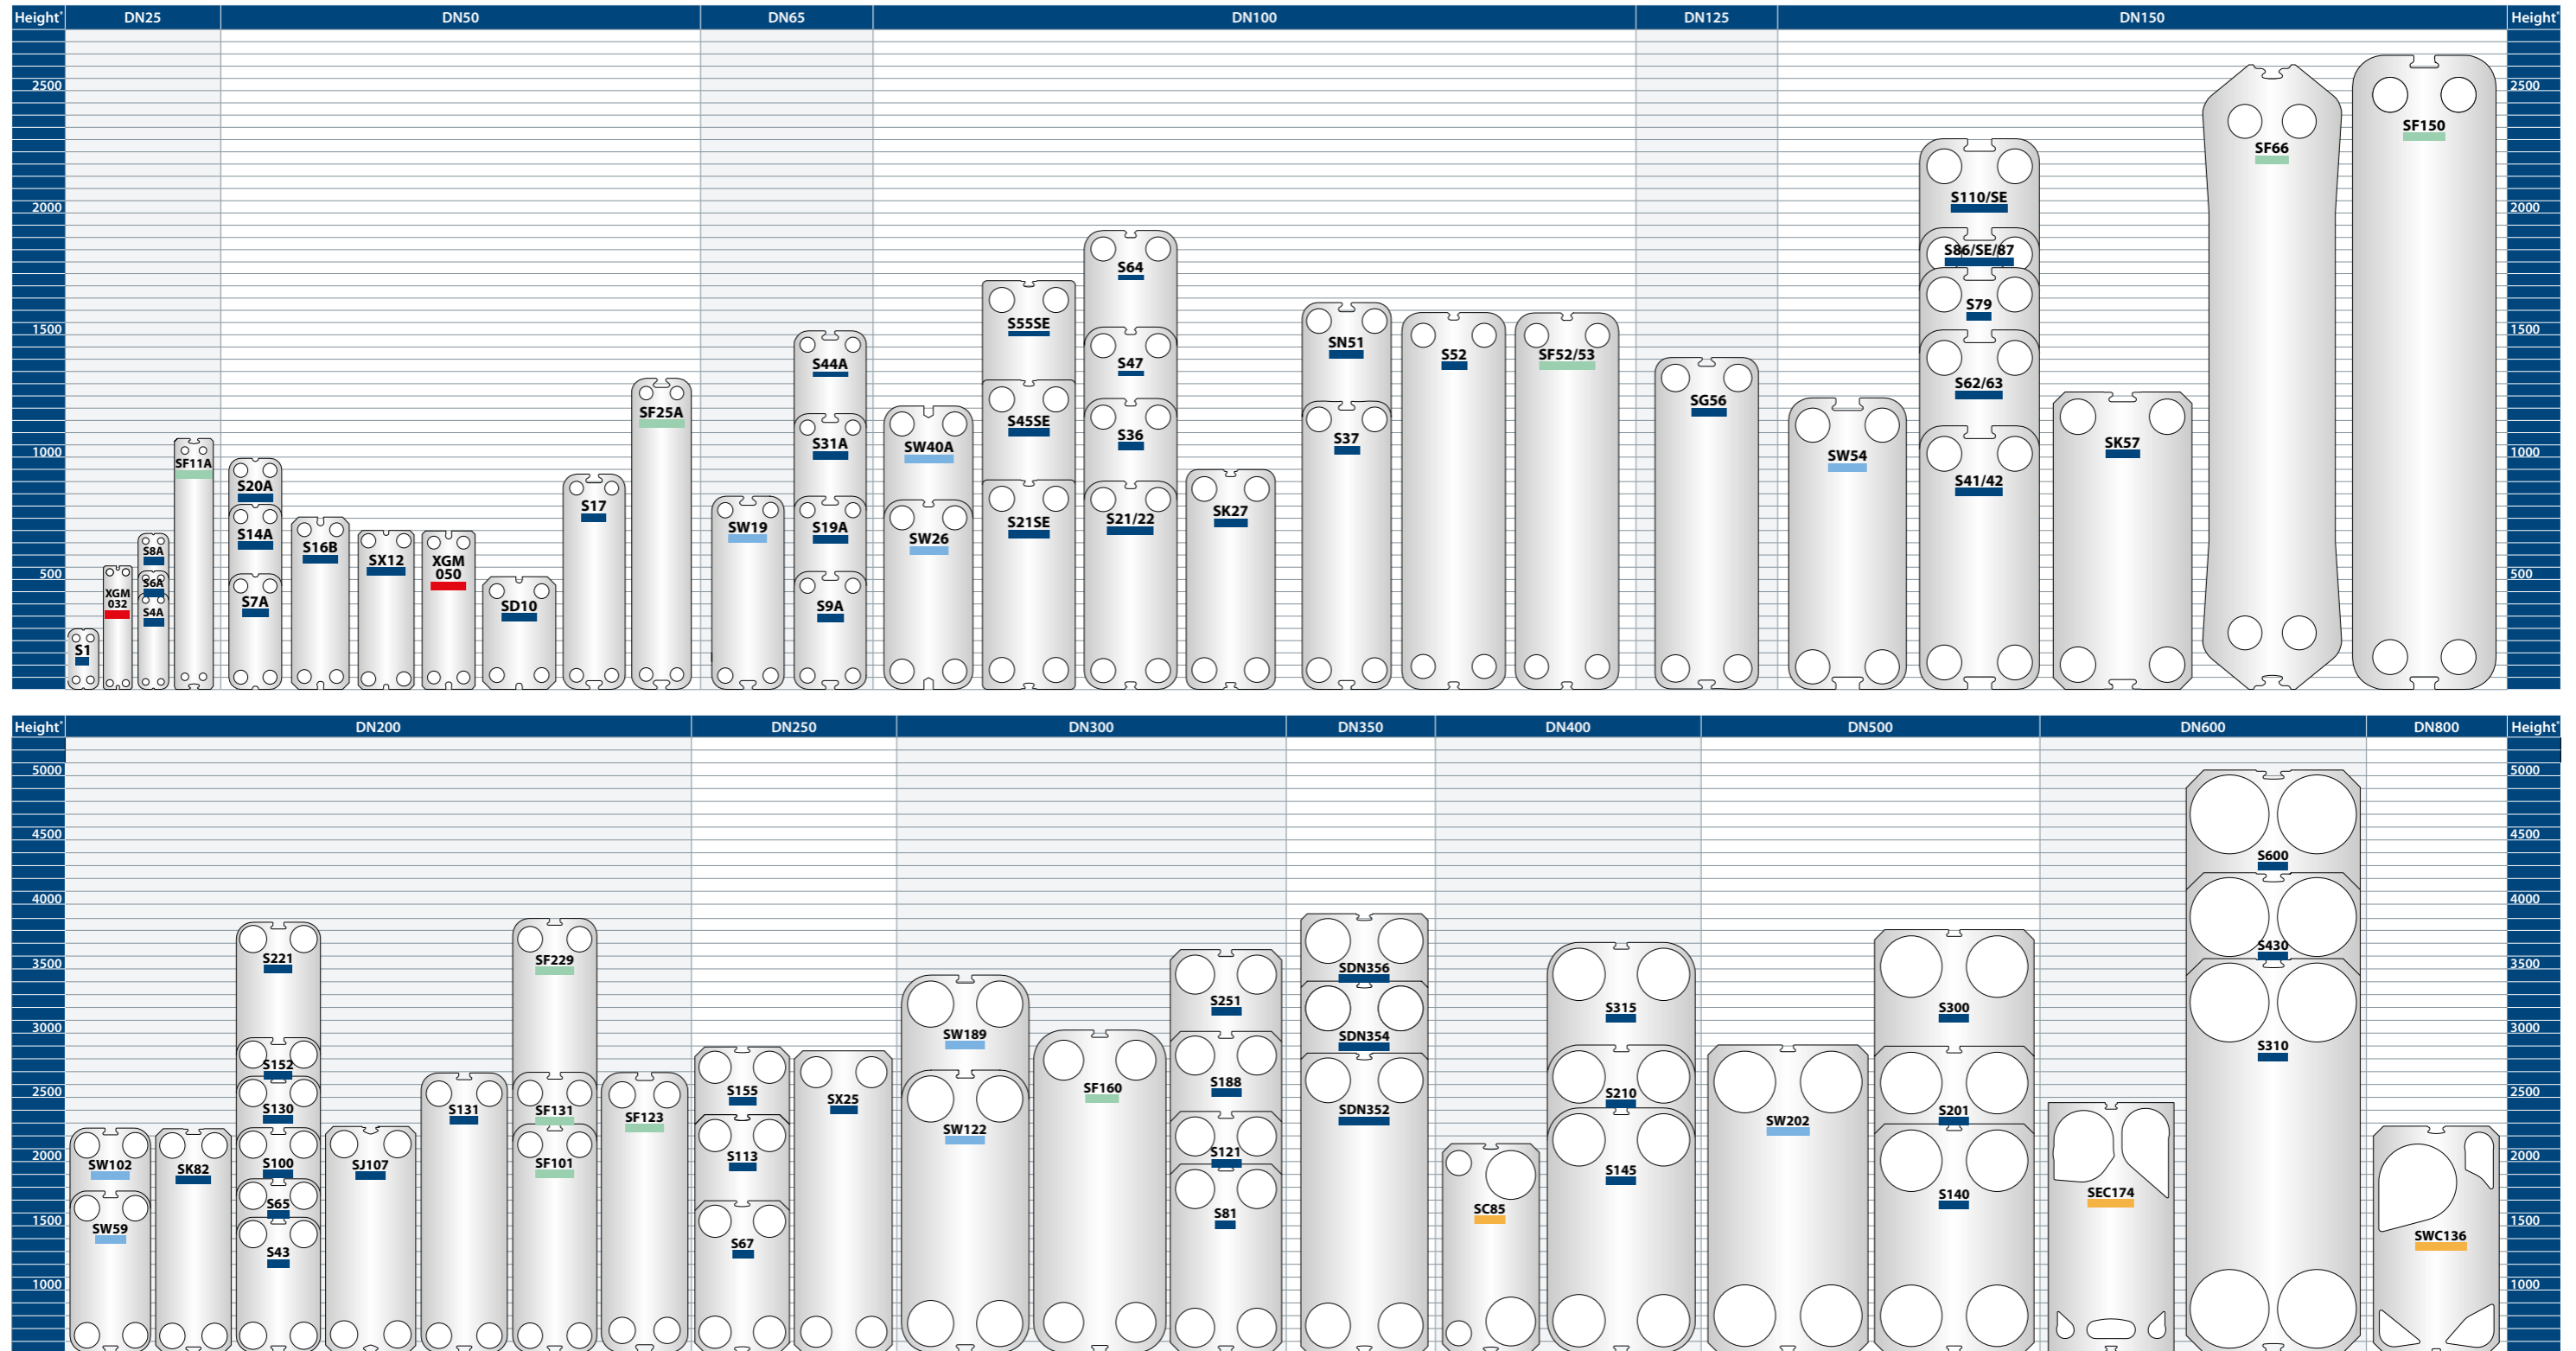 Height* DN25 DN50 DN65 DN100 DN125 DN150 Height*
2500 2500
SF150
SF66
2000 2000
S110/SE
S86/SE/87
S64
1500 S55SE S79 1500
SN51 S52 SF52/53
S44A S47
S62/63
SG56
SF25A
S45SE
S31A S36 S37 SK57
1000 SW40A SW54 1000
SF11A
S20A S41/42
S17 SK27
S14A SW19 S19A S21SE S21/22
S16B SW26
S8A SX12 XGM
500 050 500
S6A
XGM
032 S4A S7A SD10 S9A
S1
Height* DN200 DN250 DN300 DN350 DN400 DN500 DN600 DN800 Height*
5000 5000
4500 4500
S600
4000 4000
S430
S221 SF229
3500 SDN356 3500
S251 S315 S300
3000 SW189 SDN354 S310 3000
S152
2500 S155 SX25 SF160 S188 S210 2500
S130 S131 SF131 SF123 SDN352 S201
SW122 SW202
2000 S113 S121 2000
SW102 SK82 S100 SJ107 SF101 S145
SEC174
S140
S65 SC85 S81
1500 1500
SW59 SWC136
S43 S67
1000 1000